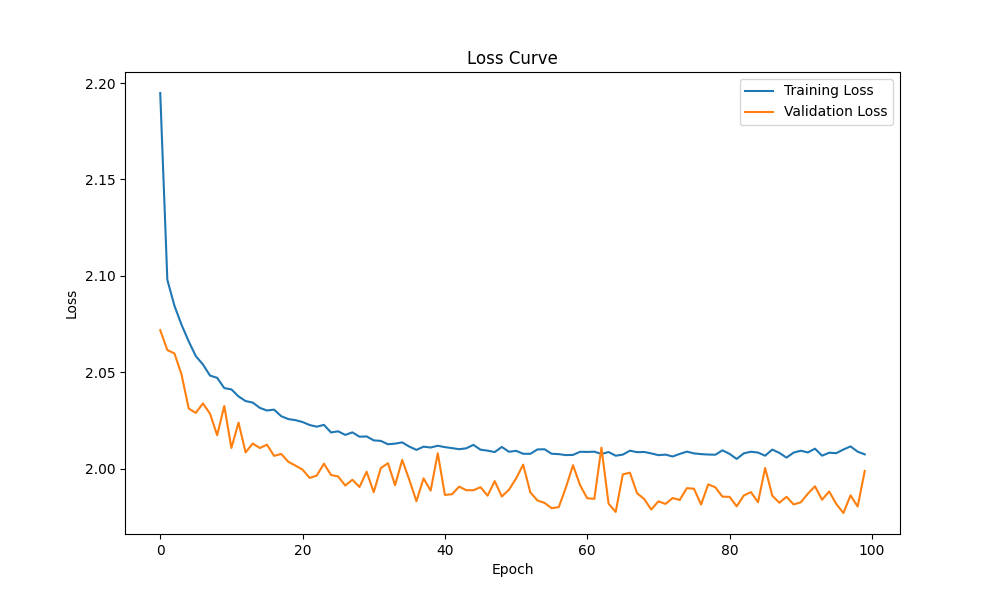 Loss Curve
Training Loss
Validation Loss
2.20
2.15
2.10
2.05
2.00
Loss
0 20 40 60 80 100
Epoch